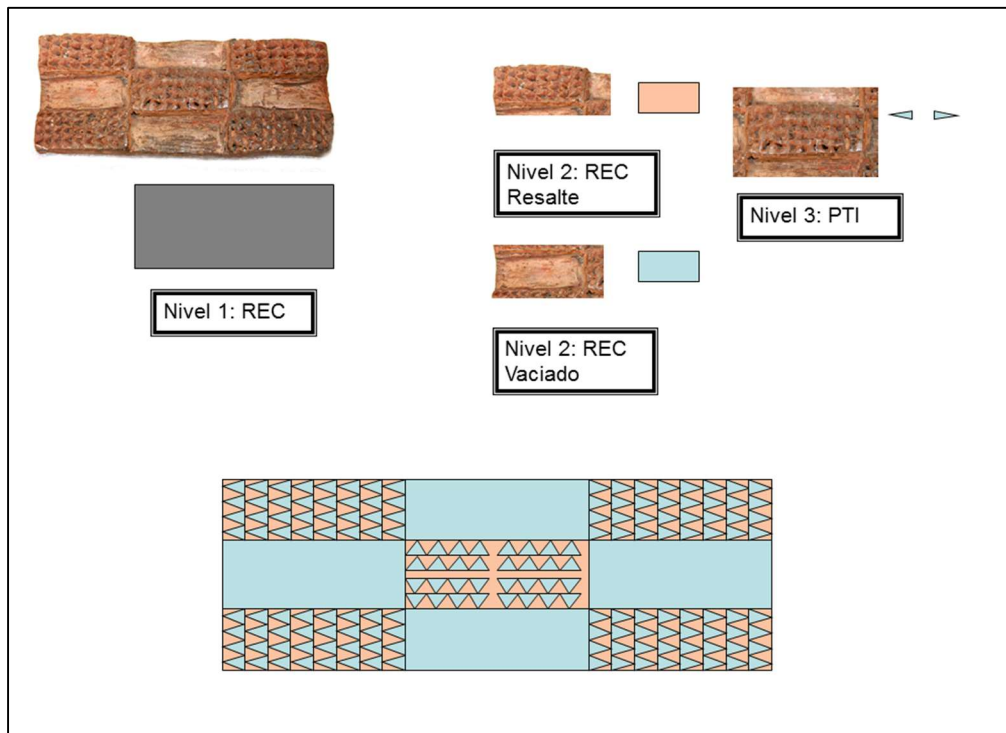 Nivel 2: REC
Resalte
Nivel 3: PTI
Nivel 1: REC
Nivel 2: REC
Vaciado